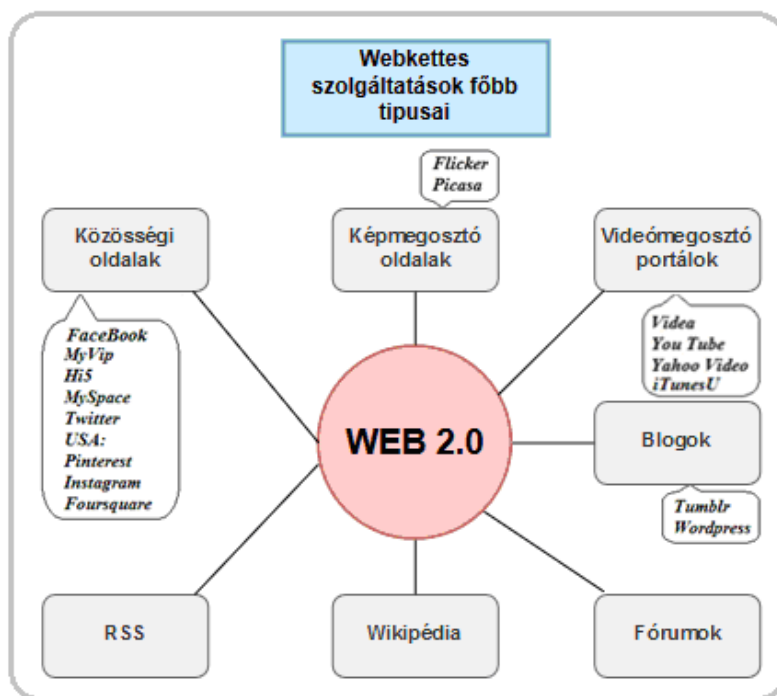 Webkettes
szolgáltatások főbb
tipusai
Flicker
Picasa
Közösségi
oldalak
Képmegosztó
oldalak
Videómegosztó
portálok
FaceBook
MyVip
Hi5
MySpace
Twitter
USA:
Pinterest
Instagram
Foursquare
Videa
You Tube
Yahoo Video
iTunesU
WEB 2.0
Blogok
Tumblr
Wordpress
RSS
Wikipédia
Fórumok